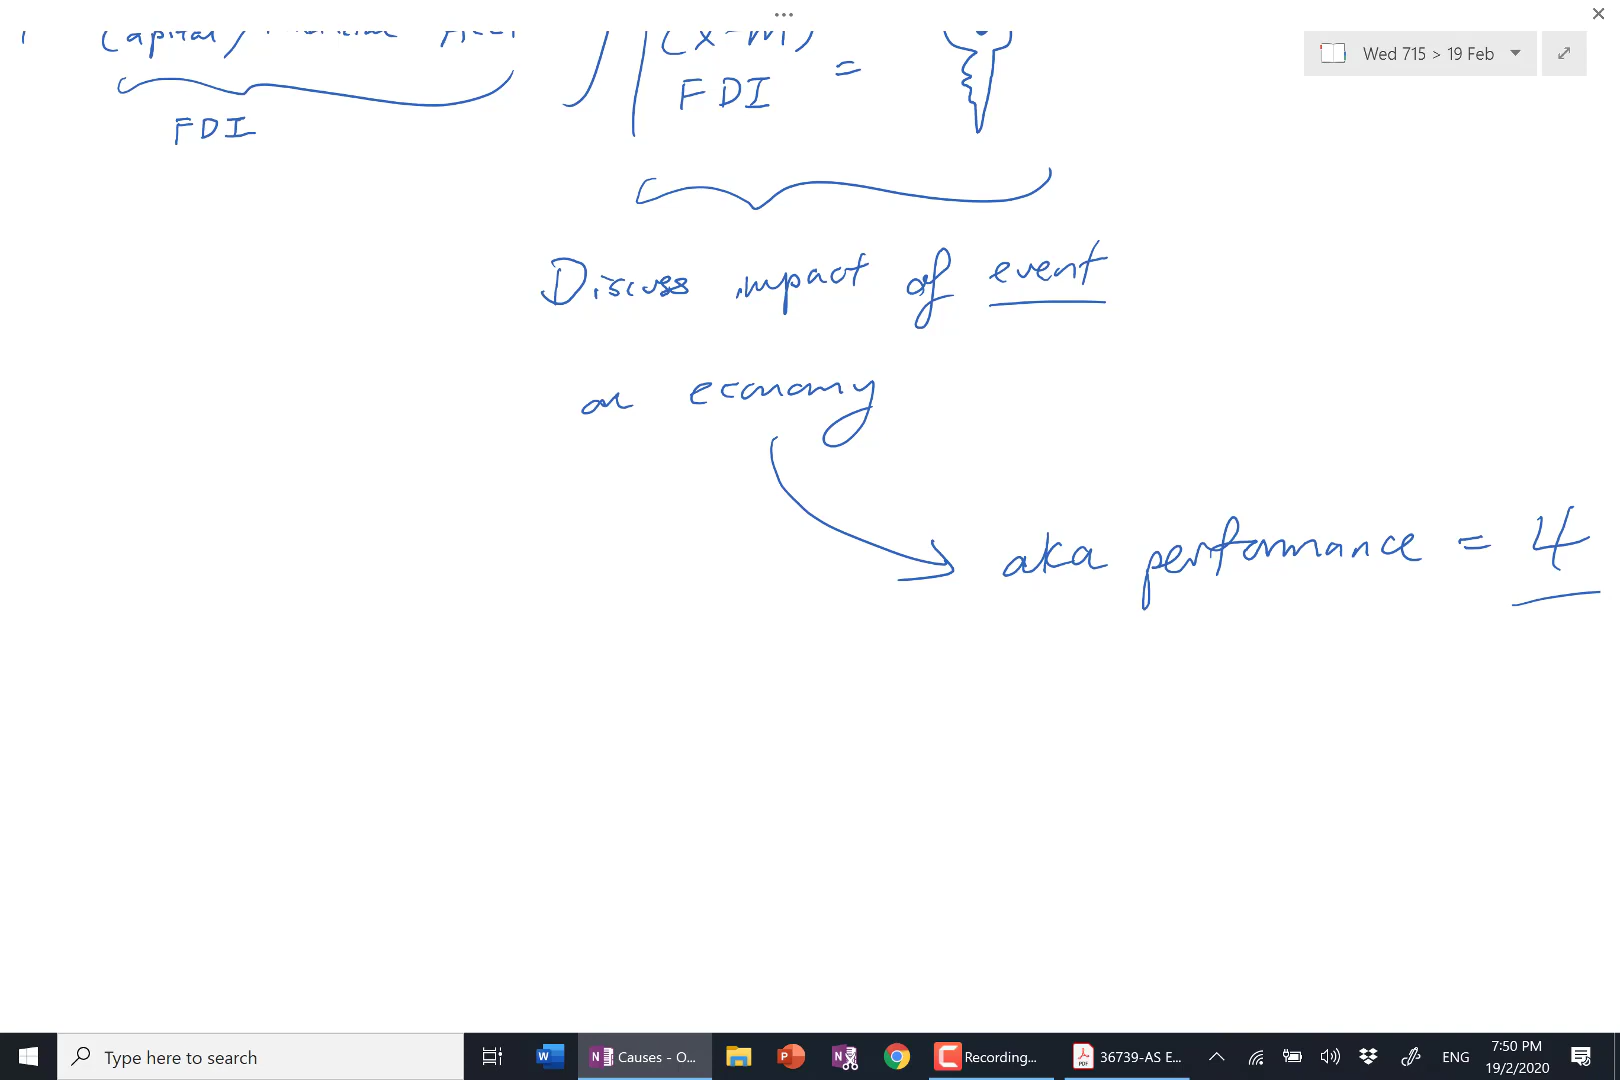 Wed 715 > 19 Feb
(X-M)
FDI =
FDI
Discuss impact of event
on economy
aka performance = 4
Type here to search
Causes - O...
Recording...
36739-AS E...
ENG
7:50 PM
19/2/2020